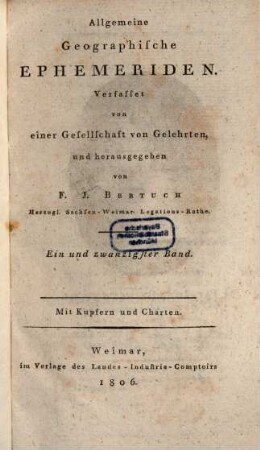 Allgemeine
Geographiſche
EPHEMERIDEN.
Verfaſſet
von
einer Geſellſchaft von Gelehrten,
und herausgegeben
von
F. J. BERTUCH
Herzogl. Sachſen-Weimar. Legations-Rathe.
Ein und zwanzigſter Band.
Mit Kupfern und Charten.
Weimar,
im Verlage des Landes-Induſtrie-Comptoirs
1806.